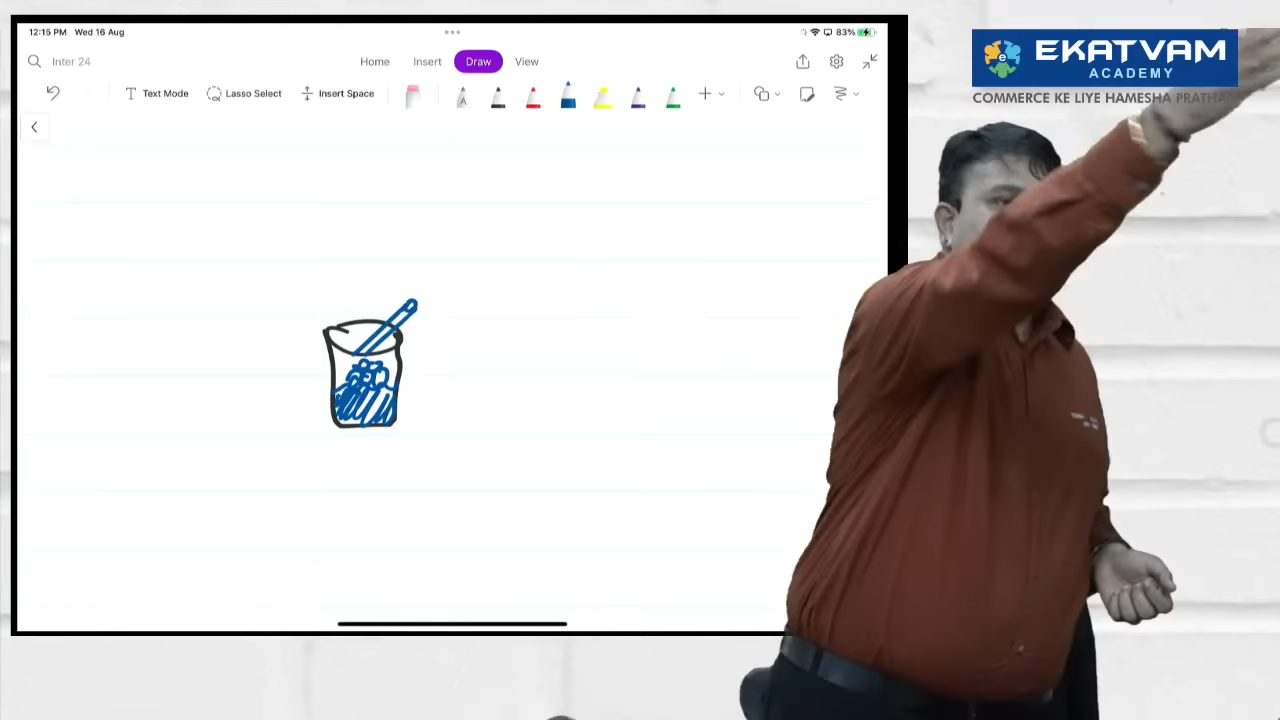 12:15 PM Wed 16 Aug
83%
Inter 24
Home Insert Draw View
Text Mode Lasso Select Insert Space
EKATVAM
ACADEMY
COMMERCE KE LIYE HAMESHA